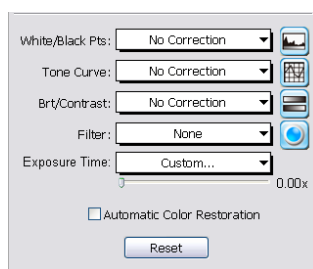 White/Black Pts: No Correction
Tone Curve: No Correction
Brt/Contrast: No Correction
Filter: None
Exposure Time: Custom...
0.00x
Automatic Color Restoration
Reset